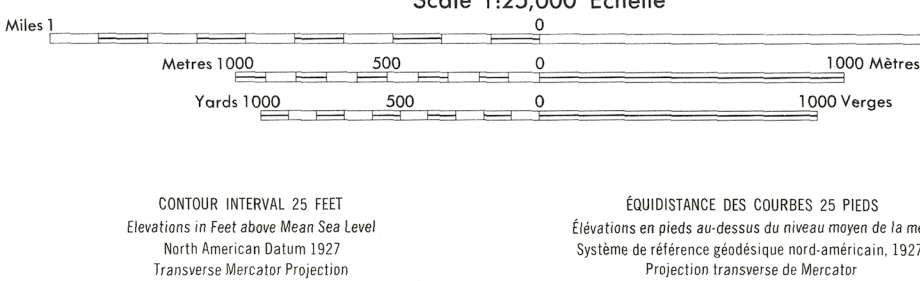 Scale 1:25,000 Échelle
Miles 1 0
Metres 1000 500 0 1000 Mètres
Yards 1000 500 0 1000 Verges
CONTOUR INTERVAL 25 FEET
Elevations in Feet above Mean Sea Level
North American Datum 1927
Transverse Mercator Projection
ÉQUIDISTANCE DES COURBES 25 PIEDS
Élévations en pieds au-dessus du niveau moyen de la me
Système de référence géodésique nord-américain, 1927
Projection transverse de Mercator